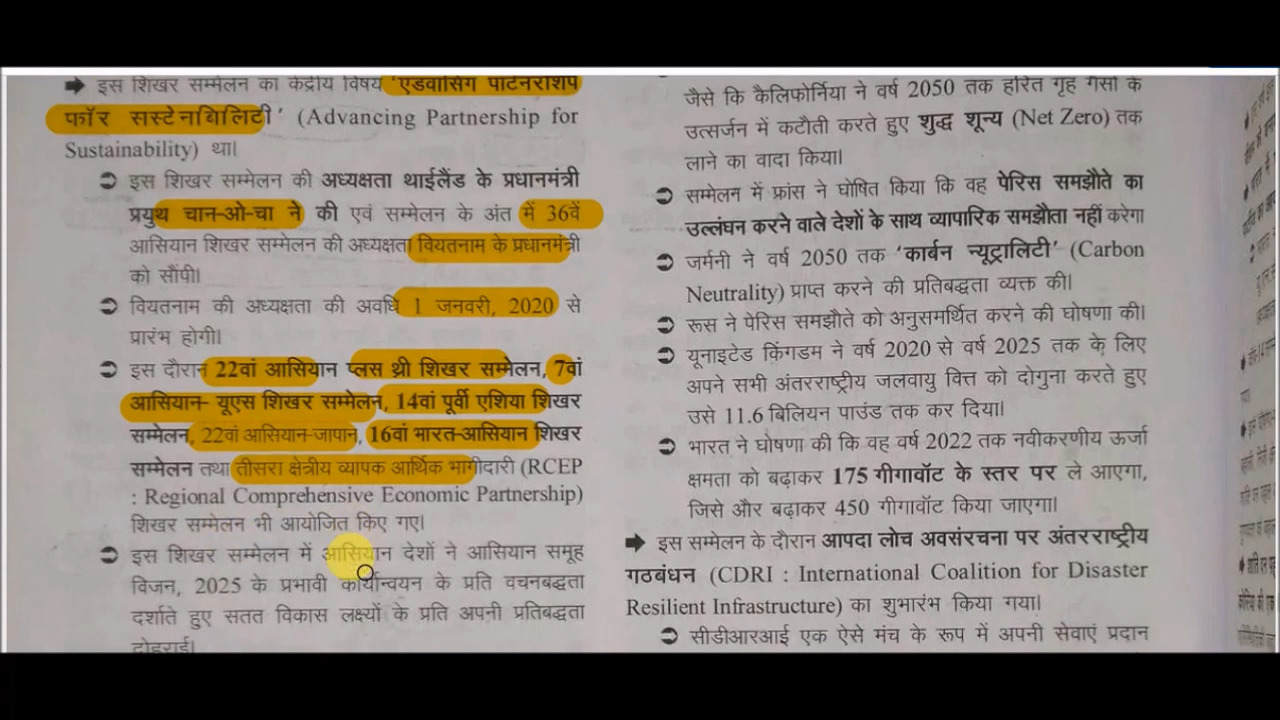 ➡ इस शिखर सम्मेलन का केंद्रीय विषय 'एडवांसिंग पार्टनरशिप
फॉर सस्टेनबिलिटी' (Advancing Partnership for
Sustainability) था।
➲ इस शिखर सम्मेलन की अध्यक्षता थाईलैंड के प्रधानमंत्री
प्रयुथ चान-ओ-चा ने की एवं सम्मेलन के अंत में 36वें
आसियान शिखर सम्मेलन की अध्यक्षता वियतनाम के प्रधानमंत्री
को सौंपी।
➲ वियतनाम की अध्यक्षता की अवधि 1 जनवरी, 2020 से
प्रारंभ होगी।
➲ इस दौरान 22वां आसियान प्लस थ्री शिखर सम्मेलन, 7वां
आसियान- यूएस शिखर सम्मेलन, 14वां पूर्वी एशिया शिखर
सम्मेलन, 22वां आसियान-जापान, 16वां भारत-आसियान शिखर
सम्मेलन तथा तीसरा क्षेत्रीय व्यापक आर्थिक भागीदारी (RCEP
: Regional Comprehensive Economic Partnership)
शिखर सम्मेलन भी आयोजित किए गए।
➲ इस शिखर सम्मेलन में आसियान देशों ने आसियान समूह
विजन, 2025 के प्रभावी कार्यान्वयन के प्रति वचनबद्धता
दर्शाते हुए सतत विकास लक्ष्यों के प्रति अपनी प्रतिबद्धता
दोहराई।
जैसे कि कैलिफोर्निया ने वर्ष 2050 तक हरित गृह गैसों के
उत्सर्जन में कटौती करते हुए शुद्ध शून्य (Net Zero) तक
लाने का वादा किया।
➲ सम्मेलन में फ्रांस ने घोषित किया कि वह पेरिस समझौते का
उल्लंघन करने वाले देशों के साथ व्यापारिक समझौता नहीं करेगा
➲ जर्मनी ने वर्ष 2050 तक 'कार्बन न्यूट्रालिटी' (Carbon
Neutrality) प्राप्त करने की प्रतिबद्धता व्यक्त की।
➲ रूस ने पेरिस समझौते को अनुसमर्थित करने की घोषणा की।
➲ यूनाइटेड किंगडम ने वर्ष 2020 से वर्ष 2025 तक के लिए
अपने सभी अंतरराष्ट्रीय जलवायु वित्त को दोगुना करते हुए
उसे 11.6 बिलियन पाउंड तक कर दिया।
➲ भारत ने घोषणा की कि वह वर्ष 2022 तक नवीकरणीय ऊर्जा
क्षमता को बढ़ाकर 175 गीगावॉट के स्तर पर ले आएगा,
जिसे और बढ़ाकर 450 गीगावॉट किया जाएगा।
➡ इस सम्मेलन के दौरान आपदा लोच अवसंरचना पर अंतरराष्ट्रीय
गठबंधन (CDRI : International Coalition for Disaster
Resilient Infrastructure) का शुभारंभ किया गया।
➲ सीडीआरआई एक ऐसे मंच के रूप में अपनी सेवाएं प्रदान